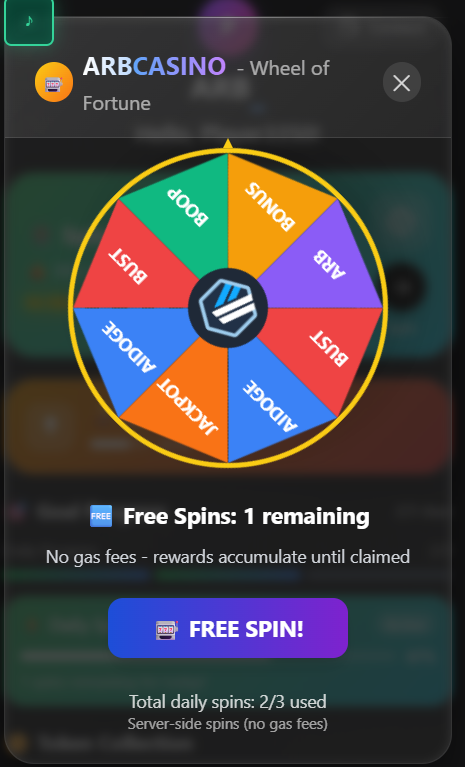 ARBCASINO - Wheel of
Fortune
BOOP
BONUS
BUST
ARB
AIDOGE
BUST
JACKPOT
AIDOGE
FREE Free Spins: 1 remaining
No gas fees - rewards accumulate until claimed
FREE SPIN!
Total daily spins: 2/3 used
Server-side spins (no gas fees)